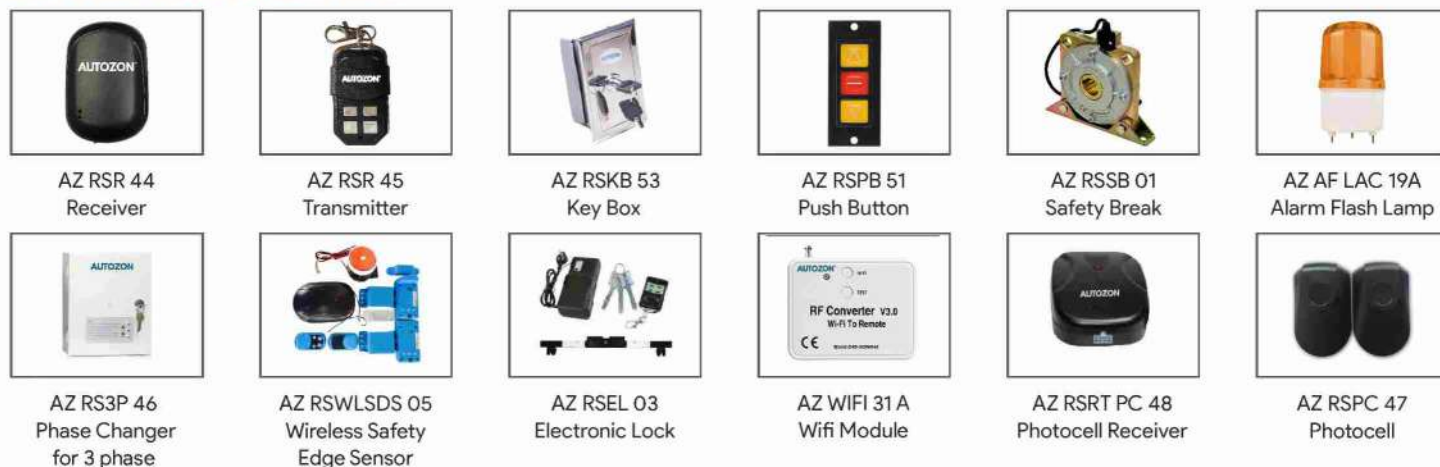 AUTOZON
AUTOZON
AZ RSR 44
Receiver
AZ RSR 45
Transmitter
AZ RSKB 53
Key Box
AZ RSPB 51
Push Button
AZ RSSB 01
Safety Break
AZ AF LAC 19A
Alarm Flash Lamp
AUTOZON
AUTOZON
WIFI
RF Converter V3.0
Wi-Fi To Remote
CE
AUTOZON
AZ RS3P 46
Phase Changer
for 3 phase
AZ RSWLSDS 05
Wireless Safety
Edge Sensor
AZ RSEL 03
Electronic Lock
AZ WIFI 31 A
Wifi Module
AZ RSRT PC 48
Photocell Receiver
AZ RSPC 47
Photocell